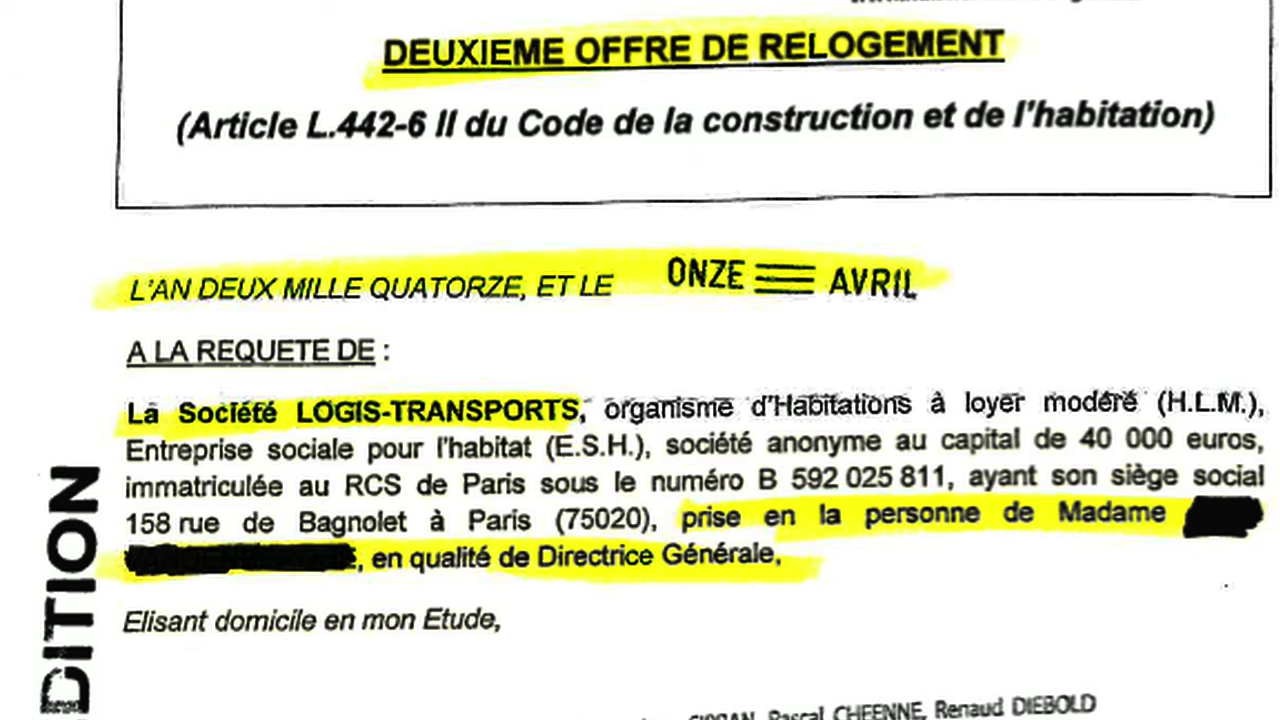 DEUXIEME OFFRE DE RELOGEMENT
(Article L.442-6 II du Code de la construction et de l'habitation)
L'AN DEUX MILLE QUATORZE, ET LE ONZE AVRIL
A LA REQUETE DE :
La Société LOGIS-TRANSPORTS, organisme d'Habitations à loyer modéré (H.L.M.),
Entreprise sociale pour l'habitat (E.S.H.), société anonyme au capital de 40 000 euros,
immatriculée au RCS de Paris sous le numéro B 592 025 811, ayant son siège social
158 rue de Bagnolet à Paris (75020), prise en la personne de Madame
, en qualité de Directrice Générale,
Elisant domicile en mon Etude,
Pascal CHEENNE, Renaud DIEBOLD
DITION